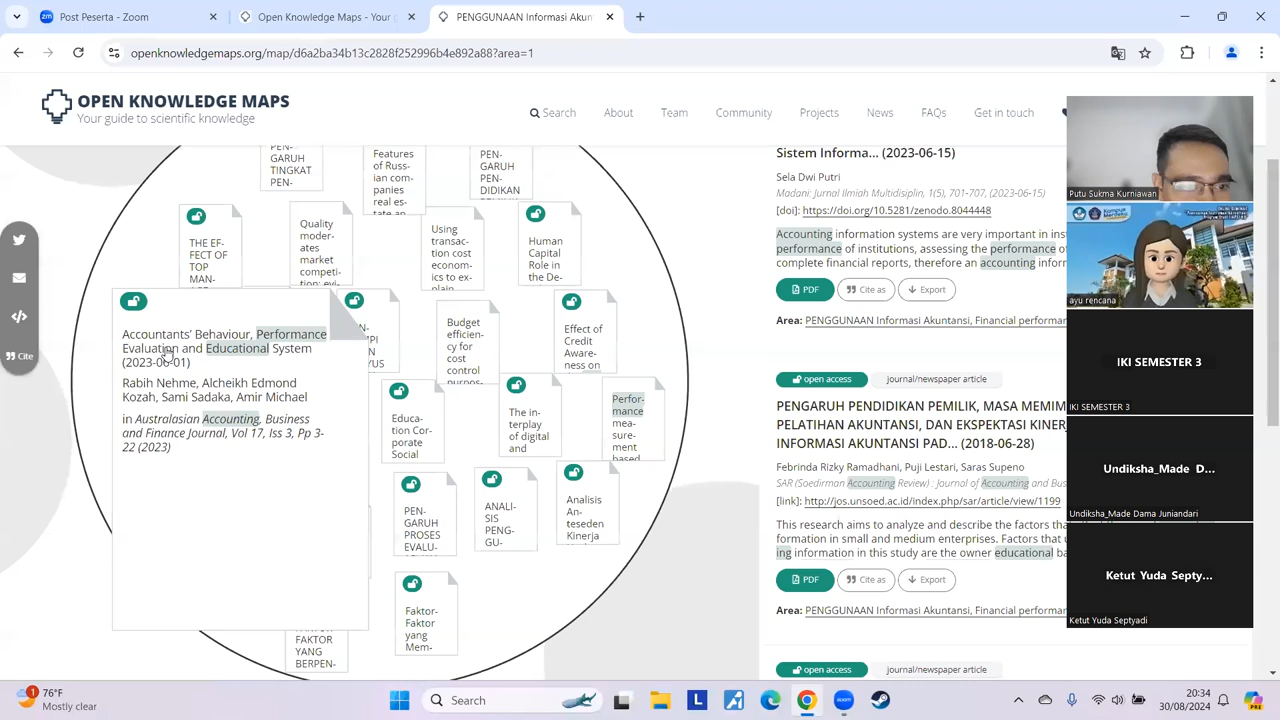 Post Peserta - Zoom
Open Knowledge Maps - Your
PENGGUNAAN Informasi Akun
openknowledgemaps.org/map/d6a2ba34b13c2828f252996b4e892a88?area=1
OPEN KNOWLEDGE MAPS
Your guide to scientific knowledge
Search About Team Community Projects News FAQs Get in touch
Cite
GARUH
TINGKAT
PEN-
Features
of Russ-
ian com-
panies
PEN-
GARUH
PEN-
DIDIKAN
THE EF-
FECT OF
TOP
MAN-
Quality
moder-
ates
market
competi-
Using
transac-
tion cost
econom-
ics to ex-
plain
Human
Capital
Role in
the De-
Accountants' Behaviour, Performance
Evaluation and Educational System
(2023-06-01)
Rabih Nehme, Alcheikh Edmond
Kozah, Sami Sadaka, Amir Michael
in Australasian Accounting, Business
and Finance Journal, Vol 17, Iss 3, Pp 3-
22 (2023)
Budget
efficien-
cy for
cost
control
Effect of
Credit
Aware-
ness on
Educa-
tion Cor-
porate
Social
The in-
terplay
of digital
and
Perfor-
mance
mea-
sure-
ment
based
PEN-
GARUH
PROSES
EVALU-
ANALI-
SIS
PENG-
GU-
Analisis
An-
teseden
Kinerja
Faktor-
Faktor
yang
Mem-
FAKTOR
YANG
BERPEN-
Sistem Informa... (2023-06-15)
Sela Dwi Putri
Madani: Jurnal Ilmiah Multidisiplin, 1(5), 701-707, (2023-06-15)
[doi]: https://doi.org/10.5281/zenodo.8044448
Accounting information systems are very important in inst
performance of institutions, assessing the performance of
complete financial reports, therefore an accounting inform
PDF Cite as Export
Area: PENGGUNAAN Informasi Akuntansi, Financial performan
open access journal/newspaper article
PENGARUH PENDIDIKAN PEMILIK, MASA MEMIM
PELATIHAN AKUNTANSI, DAN EKSPEKTASI KINERJ
INFORMASI AKUNTANSI PAD... (2018-06-28)
Febrinda Rizky Ramadhani, Puji Lestari, Saras Supeno
SAR (Soedirman Accounting Review) : Journal of Accounting and Bus
[link]: http://jos.unsoed.ac.id/index.php/sar/article/view/1199
This research aims to analyze and describe the factors tha
formation in small and medium enterprises. Factors that u
ing information in this study are the owner educational ba
PDF Cite as Export
Area: PENGGUNAAN Informasi Akuntansi, Financial performan
open access journal/newspaper article
Putu Sukma Kurniawan
ayu rencana
IKI SEMESTER 3
IKI SEMESTER 3
Undiksha_Made D...
Undiksha_Made Dama Juniandari
Ketut Yuda Septy...
Ketut Yuda Septyadi
1
76°F
Mostly clear
Search
20:34
30/08/2024